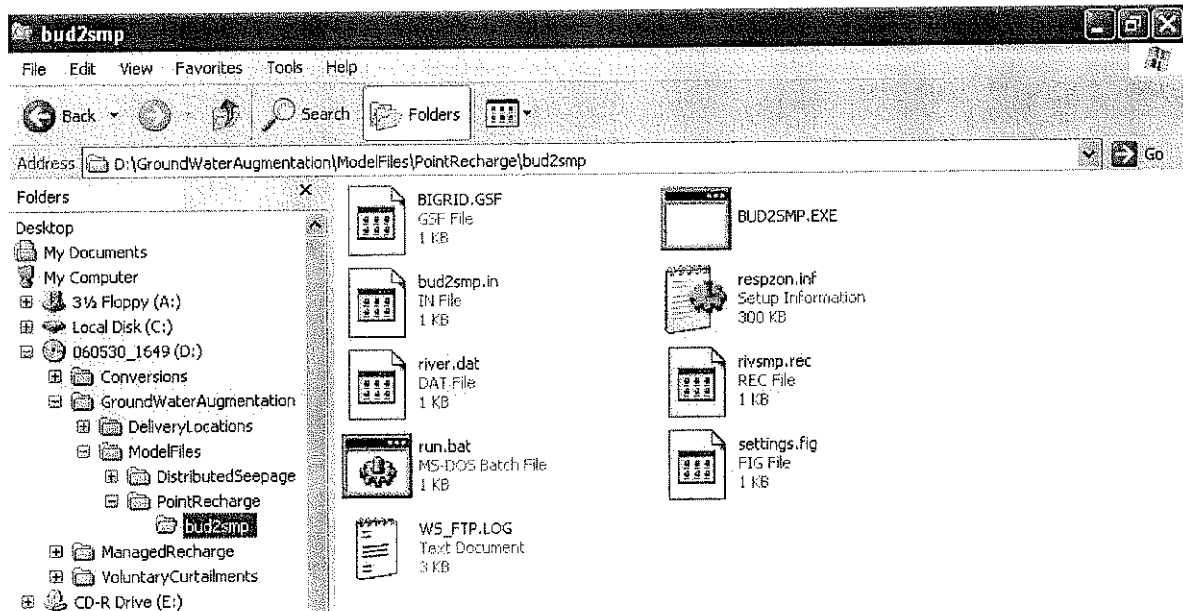 bud2smp
File Edit View Favorites Tools Help
Back Search Folders
Address D:\GroundWaterAugmentation\ModelFiles\PointRecharge\bud2smp Go
Folders
Desktop
My Documents
My Computer
3½ Floppy (A:)
Local Disk (C:)
060530_1649 (D:)
Conversions
GroundWaterAugmentation
DeliveryLocations
ModelFiles
DistributedSeepage
PointRecharge
bud2smp
ManagedRecharge
VoluntaryCurtailments
CD-R Drive (E:)
BIGRID.GSF
GSF File
1 KB
BUD2SMP.EXE
bud2smp.in
IN File
1 KB
respzon.inf
Setup Information
300 KB
river.dat
DAT File
1 KB
rivsmp.rec
REC File
1 KB
run.bat
MS-DOS Batch File
1 KB
settings.fig
FIG File
1 KB
WS_FTP.LOG
Text Document
3 KB